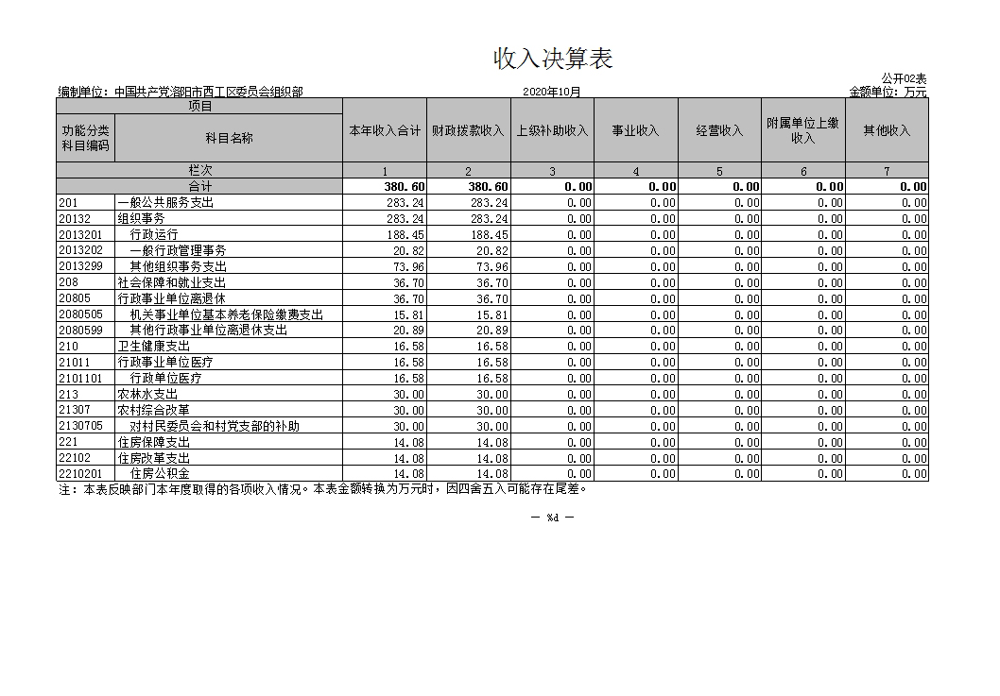 收入决算表
公开02表
编制单位：中国共产党洛阳市西工区委员会组织部 2020年10月 金额单位：万元
项目 本年收入合计 财政拨款收入 上级补助收入 事业收入 经营收入 附属单位上缴收入 其他收入
功能分类科目编码 科目名称
栏次 1 2 3 4 5 6 7
合计 380.60 380.60 0.00 0.00 0.00 0.00 0.00
201 一般公共服务支出 283.24 283.24 0.00 0.00 0.00 0.00 0.00
20132 组织事务 283.24 283.24 0.00 0.00 0.00 0.00 0.00
2013201 行政运行 188.45 188.45 0.00 0.00 0.00 0.00 0.00
2013202 一般行政管理事务 20.82 20.82 0.00 0.00 0.00 0.00 0.00
2013299 其他组织事务支出 73.96 73.96 0.00 0.00 0.00 0.00 0.00
208 社会保障和就业支出 36.70 36.70 0.00 0.00 0.00 0.00 0.00
20805 行政事业单位离退休 36.70 36.70 0.00 0.00 0.00 0.00 0.00
2080505 机关事业单位基本养老保险缴费支出 15.81 15.81 0.00 0.00 0.00 0.00 0.00
2080599 其他行政事业单位离退休支出 20.89 20.89 0.00 0.00 0.00 0.00 0.00
210 卫生健康支出 16.58 16.58 0.00 0.00 0.00 0.00 0.00
21011 行政事业单位医疗 16.58 16.58 0.00 0.00 0.00 0.00 0.00
2101101 行政单位医疗 16.58 16.58 0.00 0.00 0.00 0.00 0.00
213 农林水支出 30.00 30.00 0.00 0.00 0.00 0.00 0.00
21307 农村综合改革 30.00 30.00 0.00 0.00 0.00 0.00 0.00
2130705 对村民委员会和村党支部的补助 30.00 30.00 0.00 0.00 0.00 0.00 0.00
221 住房保障支出 14.08 14.08 0.00 0.00 0.00 0.00 0.00
22102 住房改革支出 14.08 14.08 0.00 0.00 0.00 0.00 0.00
2210201 住房公积金 14.08 14.08 0.00 0.00 0.00 0.00 0.00
注：本表反映部门本年度取得的各项收入情况。本表金额转换为万元时，因四舍五入可能存在尾差。
— %d —